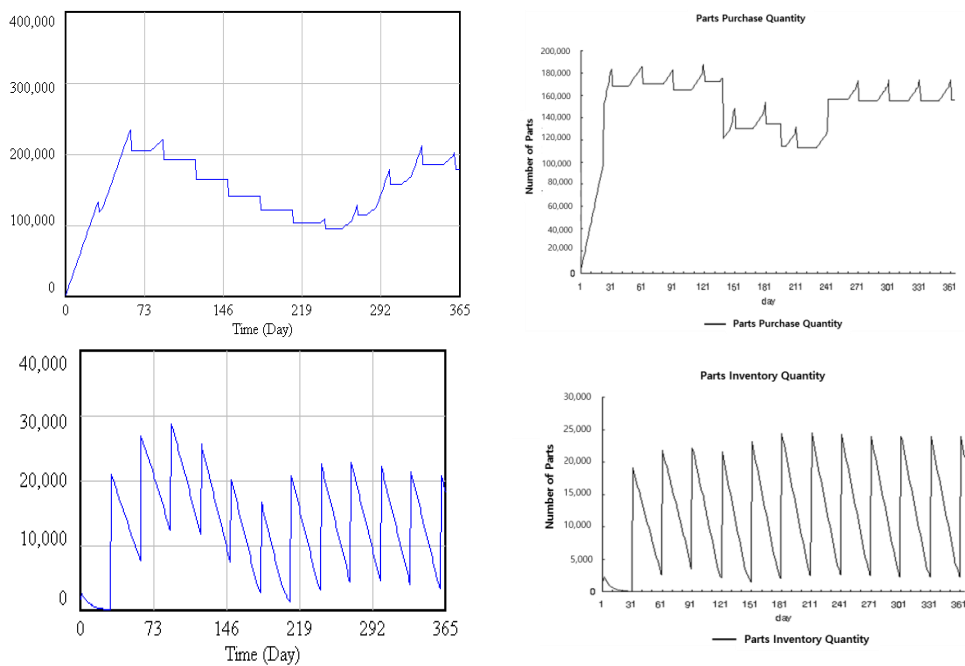 400,000
300,000
200,000
100,000
0
0 73 146 219 292 365
Time (Day)
Parts Purchase Quantity
Number of Parts
200,000
180,000
160,000
140,000
120,000
100,000
80,000
60,000
40,000
20,000
0
1 31 61 91 121 151 181 211 241 271 301 331 361
day
Parts Purchase Quantity
40,000
30,000
20,000
10,000
0
0 73 146 219 292 365
Time (Day)
Parts Inventory Quantity
Number of Parts
30,000
25,000
20,000
15,000
10,000
5,000
0
1 31 61 91 121 151 181 211 241 271 301 331 361
day
Parts Inventory Quantity